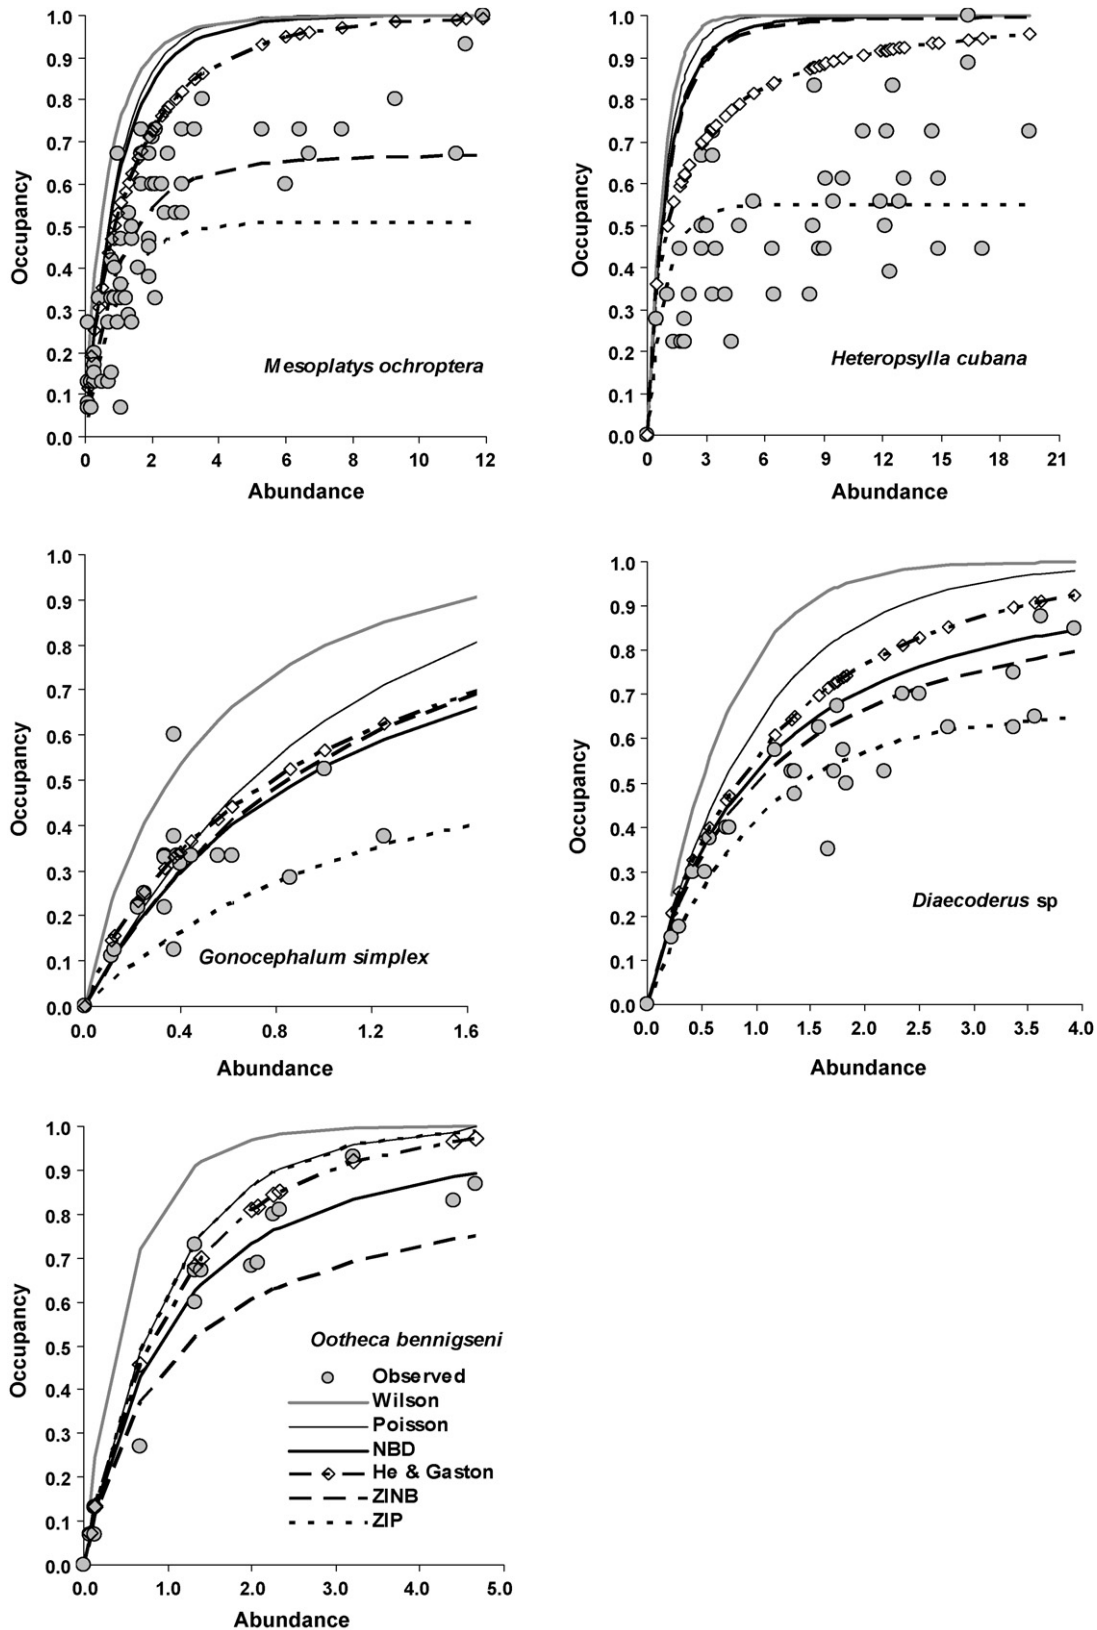 1.0
0.9
0.8
0.7
0.6
0.5
0.4
0.3
0.2
0.1
0.0
Occupancy
Mesoplatys ochroptera
0 2 4 6 8 10 12
Abundance
1.0
0.9
0.8
0.7
0.6
0.5
0.4
0.3
0.2
0.1
0.0
Occupancy
Heteropsylla cubana
0 3 6 9 12 15 18 21
Abundance
1.0
0.9
0.8
0.7
0.6
0.5
0.4
0.3
0.2
0.1
0.0
Occupancy
Gonocephalum simplex
0.0 0.4 0.8 1.2 1.6
Abundance
1.0
0.9
0.8
0.7
0.6
0.5
0.4
0.3
0.2
0.1
0.0
Occupancy
Diaecoderus sp
0.0 0.5 1.0 1.5 2.0 2.5 3.0 3.5 4.0
Abundance
1.0
0.9
0.8
0.7
0.6
0.5
0.4
0.3
0.2
0.1
0.0
Occupancy
Ootheca bennigseni
Observed
Wilson
Poisson
NBD
He & Gaston
ZINB
ZIP
0.0 1.0 2.0 3.0 4.0 5.0
Abundance